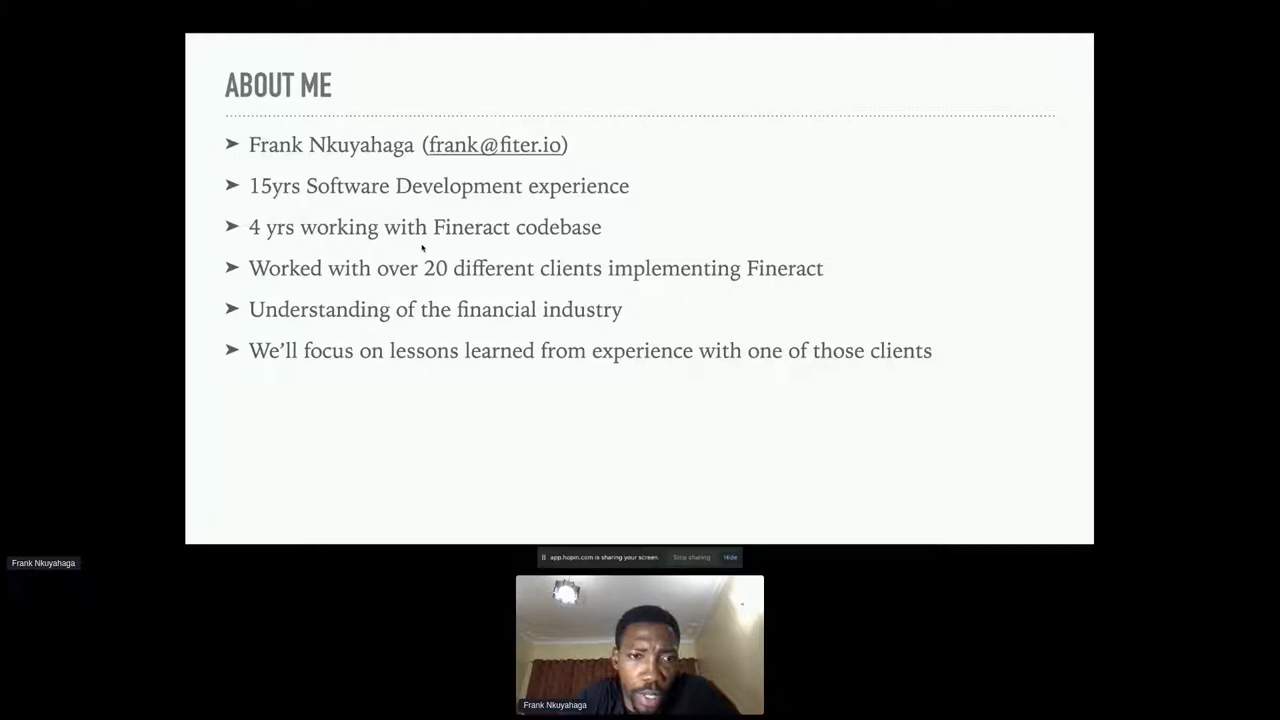 ABOUT ME
➤ Frank Nkuyahaga (frank@fiter.io)
➤ 15yrs Software Development experience
➤ 4 yrs working with Fineract codebase
➤ Worked with over 20 different clients implementing Fineract
➤ Understanding of the financial industry
➤ We’ll focus on lessons learned from experience with one of those clients
app.hopin.com is sharing your screen. Stop sharing Hide
Frank Nkuyahaga
Frank Nkuyahaga